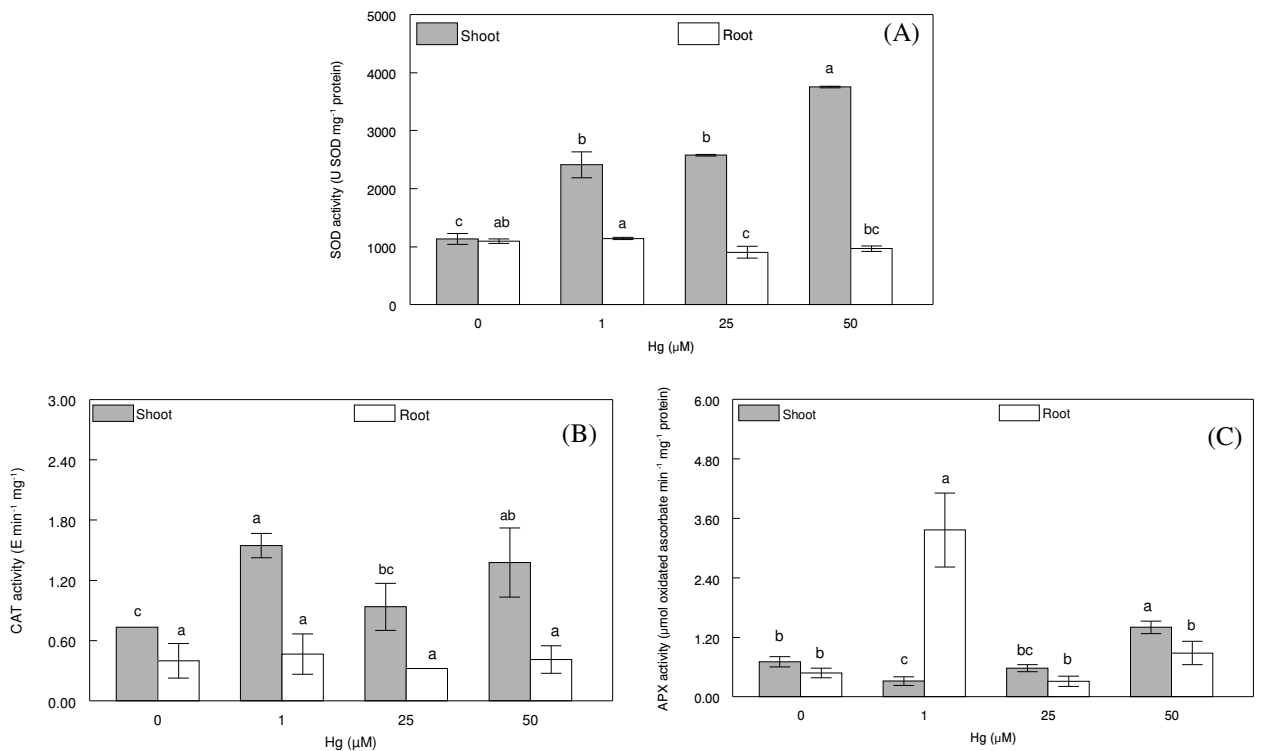 (A)
Shoot Root
SOD activity (U SOD mg⁻¹ protein)
5000
4000
3000
2000
1000
0
c ab b a b c a bc
0 1 25 50
Hg (µM)
(B)
Shoot Root
CAT activity (E min⁻¹ mg⁻¹)
3.00
2.40
1.80
1.20
0.60
0.00
c a a a bc a ab a
0 1 25 50
Hg (µM)
(C)
Shoot Root
APX activity (µmol oxidated ascorbate min⁻¹ mg⁻¹ protein)
6.00
4.80
3.60
2.40
1.20
0.00
b b c a bc b a b
0 1 25 50
Hg (µM)